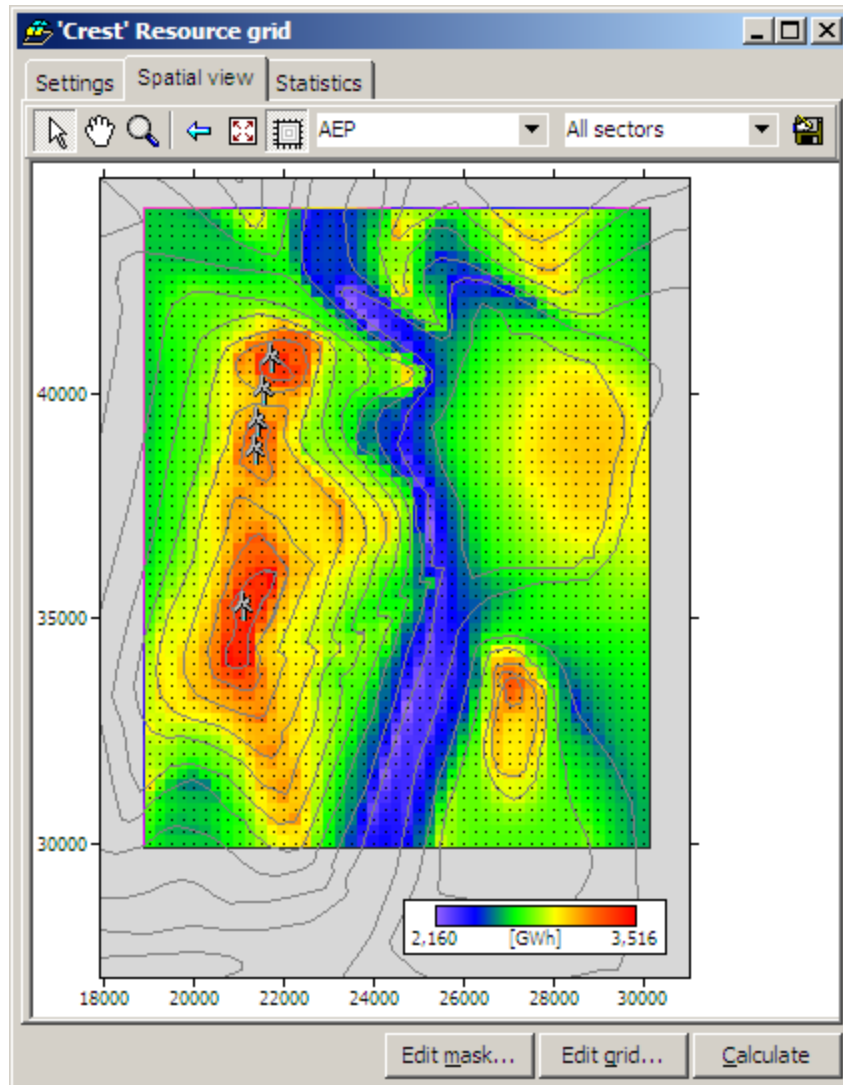 'Crest' Resource grid
Settings Spatial view Statistics
AEP All sectors
40000
35000
30000
2,160 [GWh] 3,516
18000 20000 22000 24000 26000 28000 30000
Edit mask... Edit grid... Calculate